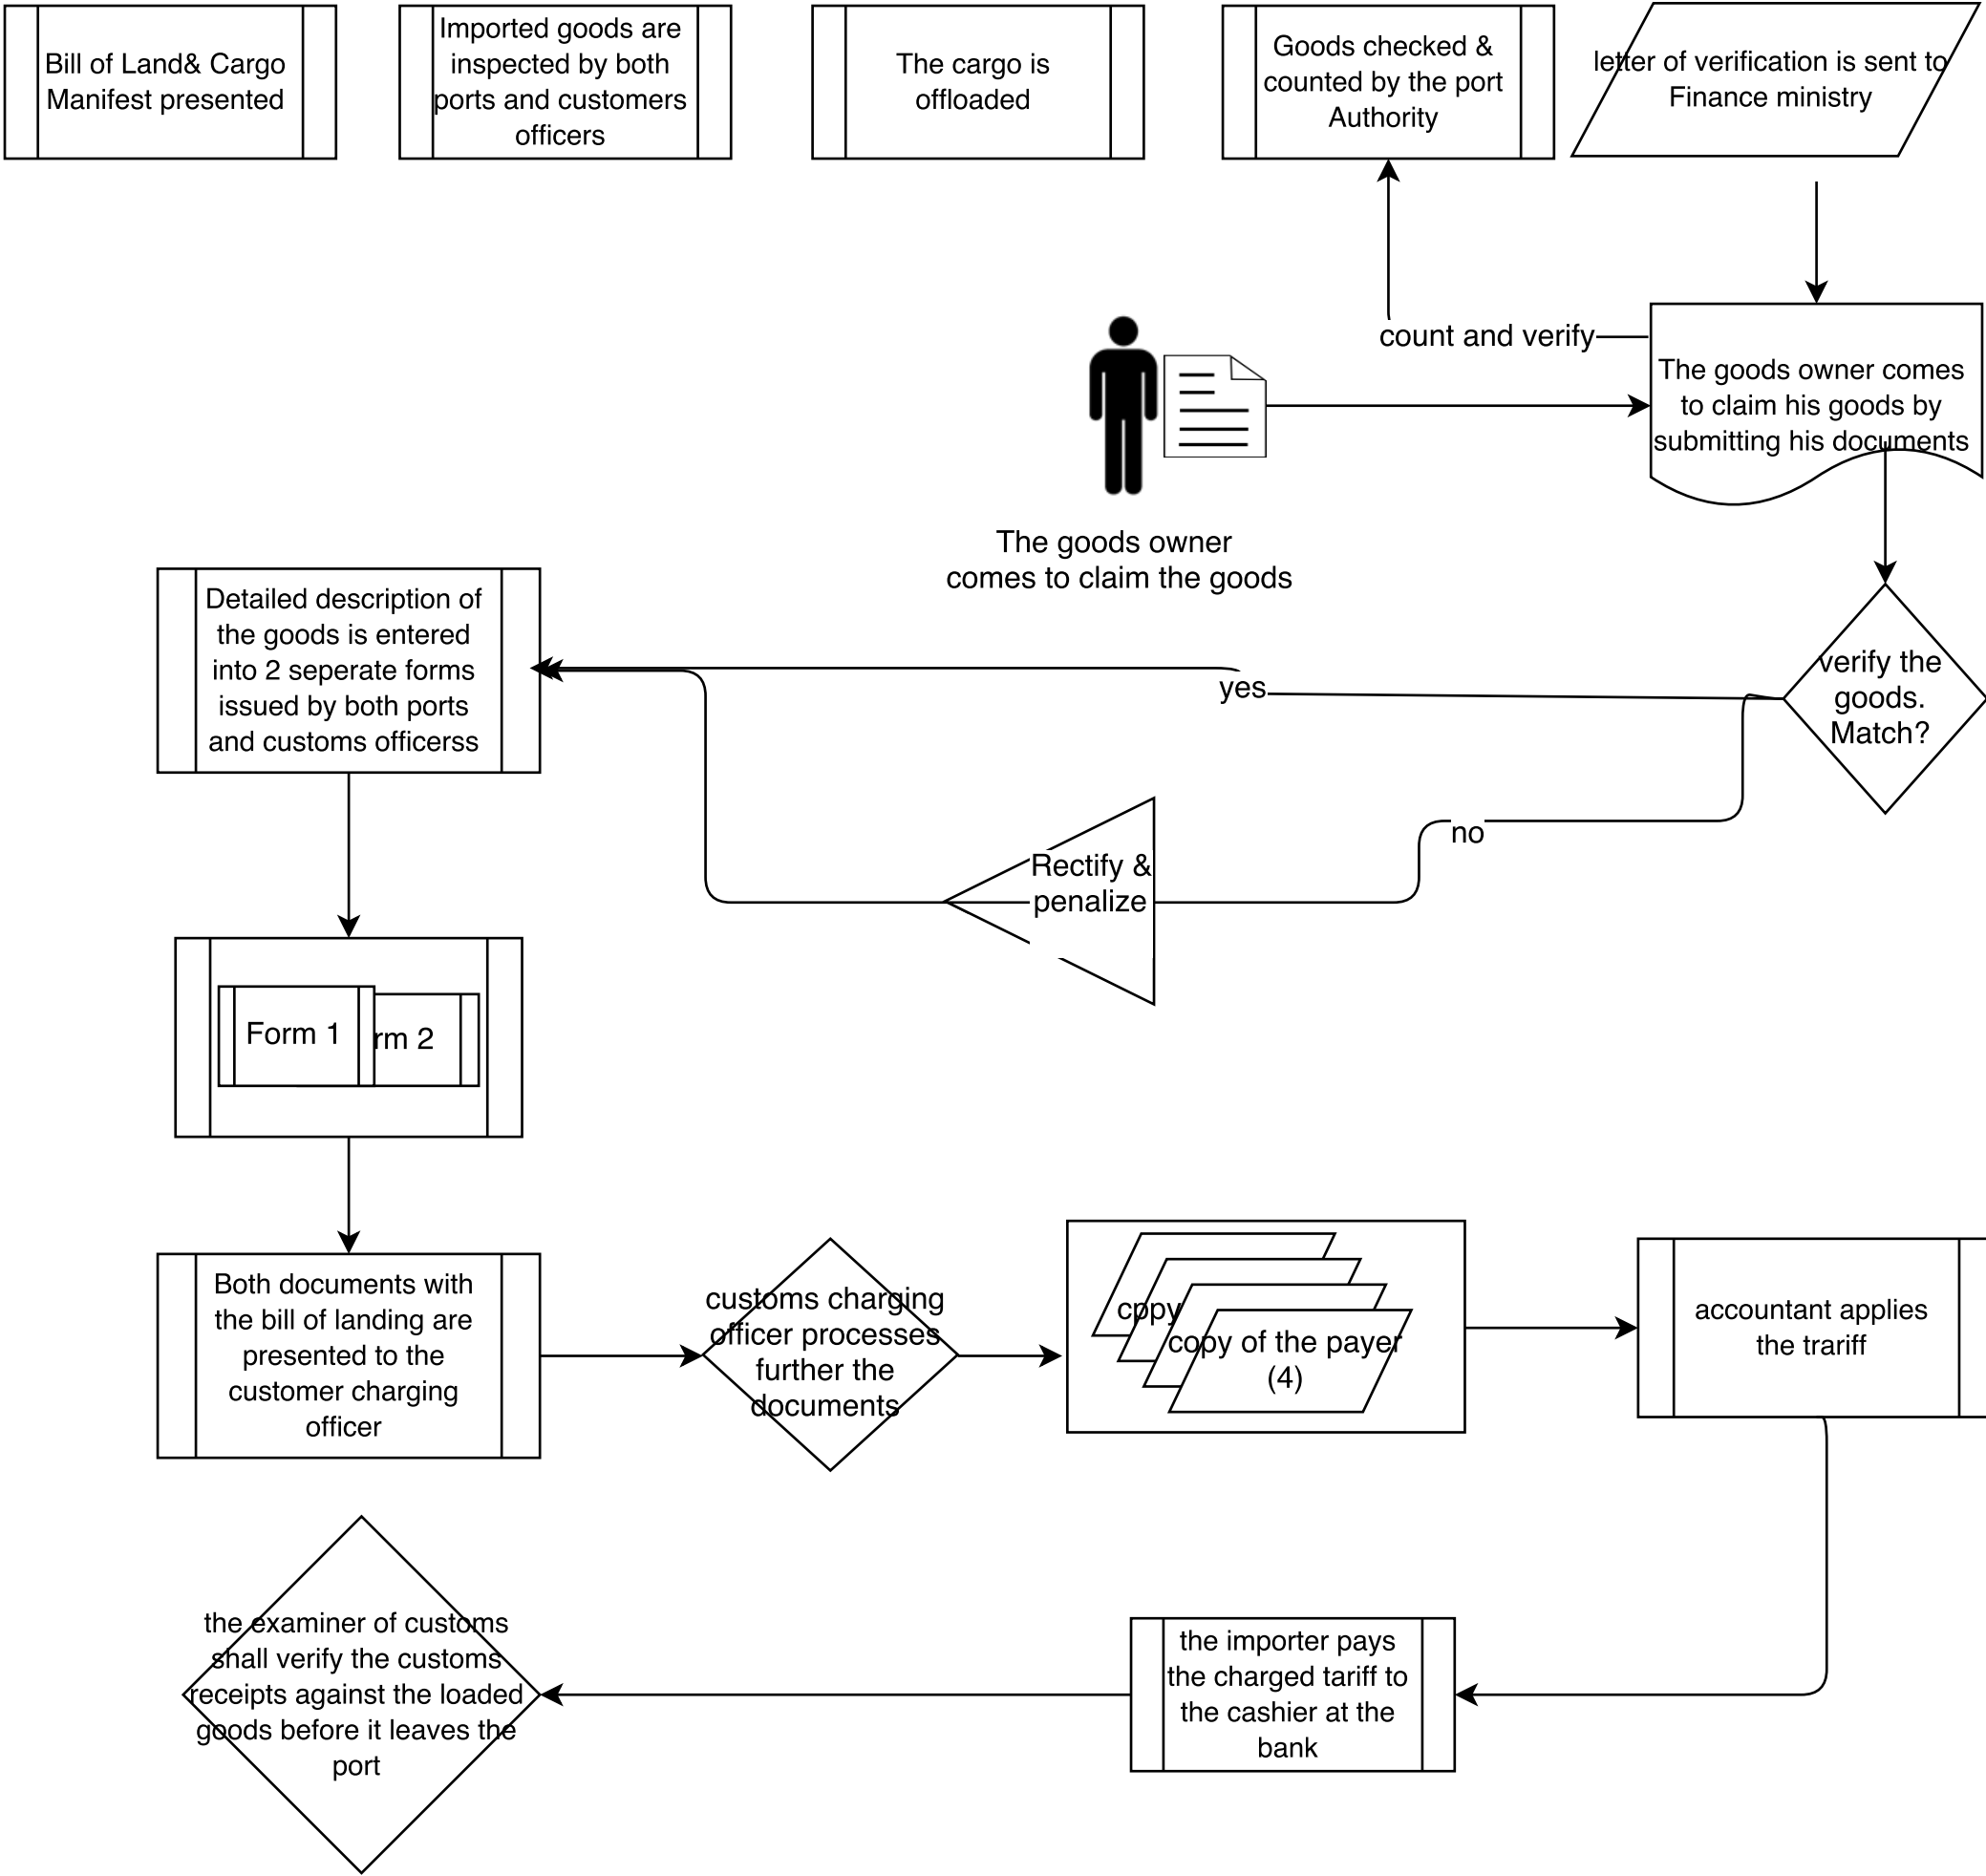 Bill of Land& Cargo
Manifest presented
Imported goods are
inspected by both
ports and customers
officers
The cargo is
offloaded
Goods checked &
counted by the port
Authority
letter of verification is sent to
Finance ministry
count and verify
The goods owner comes
to claim his goods by
submitting his documents
The goods owner
comes to claim the goods
Detailed description of
the goods is entered
into 2 seperate forms
issued by both ports
and customs officerss
yes
verify the
goods.
Match?
no
Rectify &
penalize
Form 1
rm 2
Both documents with
the bill of landing are
presented to the
customer charging
officer
customs charging
officer processes
further the
documents
copy
copy of the payer
(4)
accountant applies
the trariff
the examiner of customs
shall verify the customs
receipts against the loaded
goods before it leaves the
port
the importer pays
the charged tariff to
the cashier at the
bank